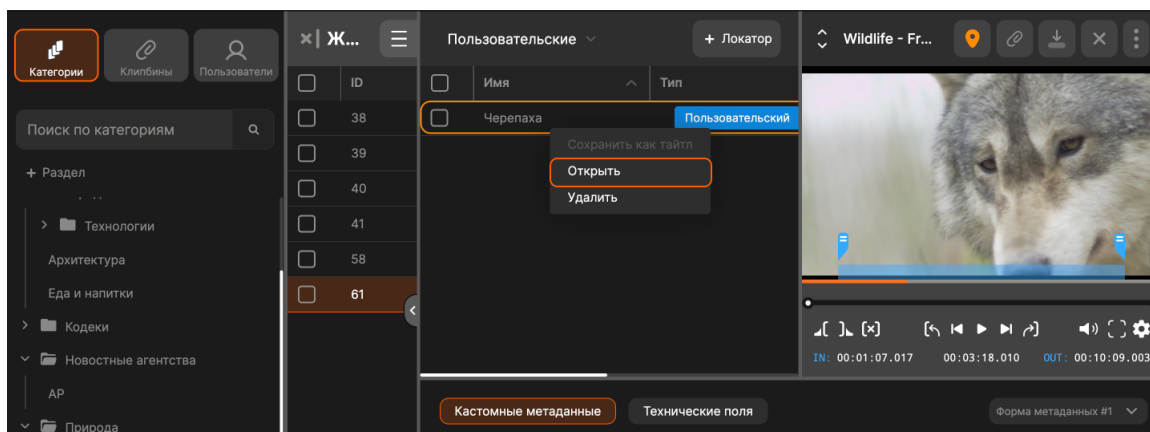 Категории
Клипбины
Пользователи
Поиск по категориям
+ Раздел
Технологии
Архитектура
Еда и напитки
Кодеки
Новостные агентства
AP
Природа
Ж...
ID
38
39
40
41
58
61
Пользовательские
+ Локатор
Имя
Тип
Черепаха
Пользовательский
Сохранить как тайтл
Открыть
Удалить
Кастомные метаданные
Технические поля
Форма метаданных #1
Wildlife - Fr...
IN: 00:01:07.017 00:03:18.010 OUT: 00:10:09.003